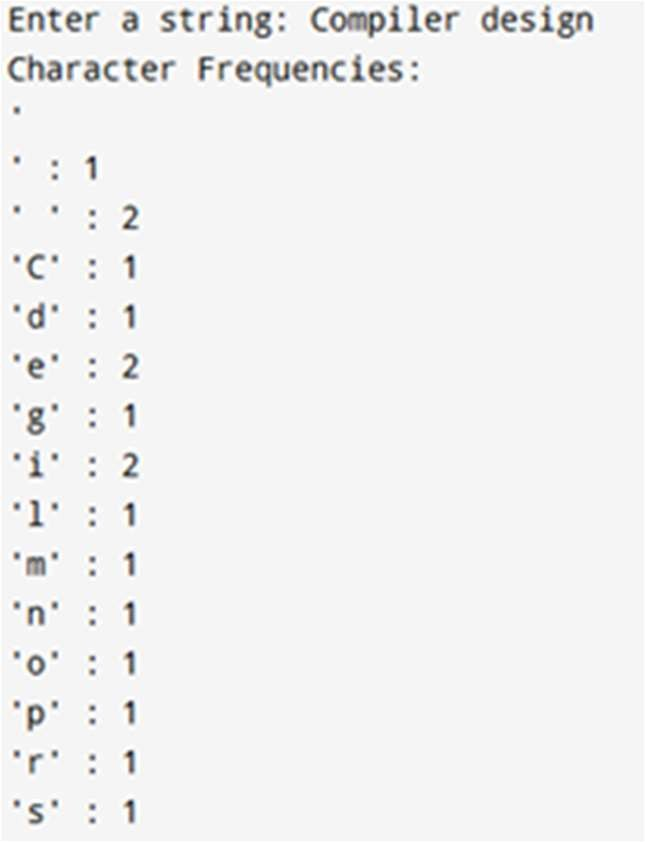 Enter a string: Compiler design
Character Frequencies:
'
' : 1
' ' : 2
'C' : 1
'd' : 1
'e' : 2
'g' : 1
'i' : 2
'l' : 1
'm' : 1
'n' : 1
'o' : 1
'p' : 1
'r' : 1
's' : 1